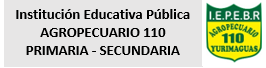 Institución Educativa Pública
AGROPECUARIO 110
PRIMARIA - SECUNDARIA
I.E.P.E.B.R
AGROPECUARIO
110
YURIMAGUAS